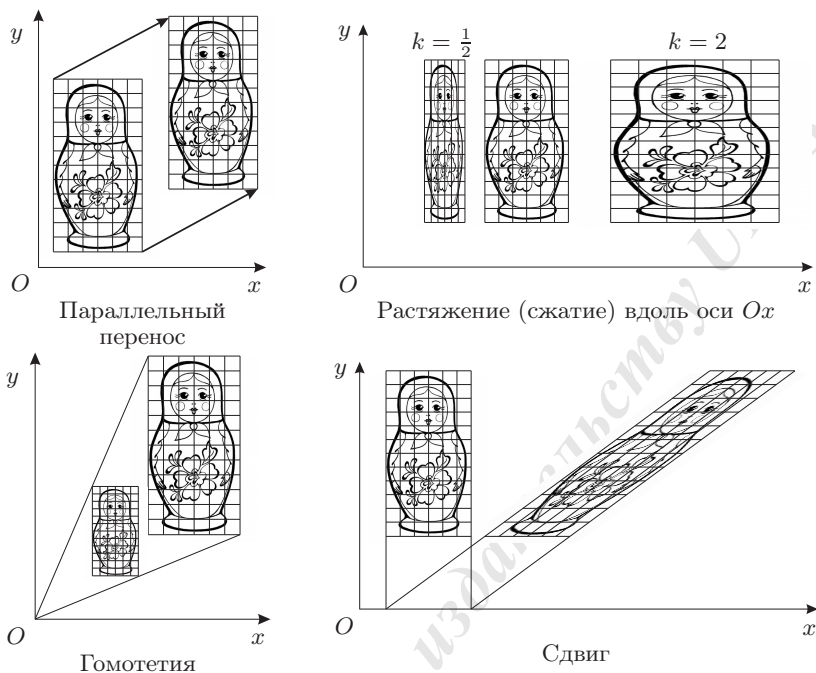 y
O
x
Параллельный
перенос
y
k = 1/2
k = 2
O
x
Растяжение (сжатие) вдоль оси Ox
y
O
x
Гомотетия
y
O
x
Сдвиг